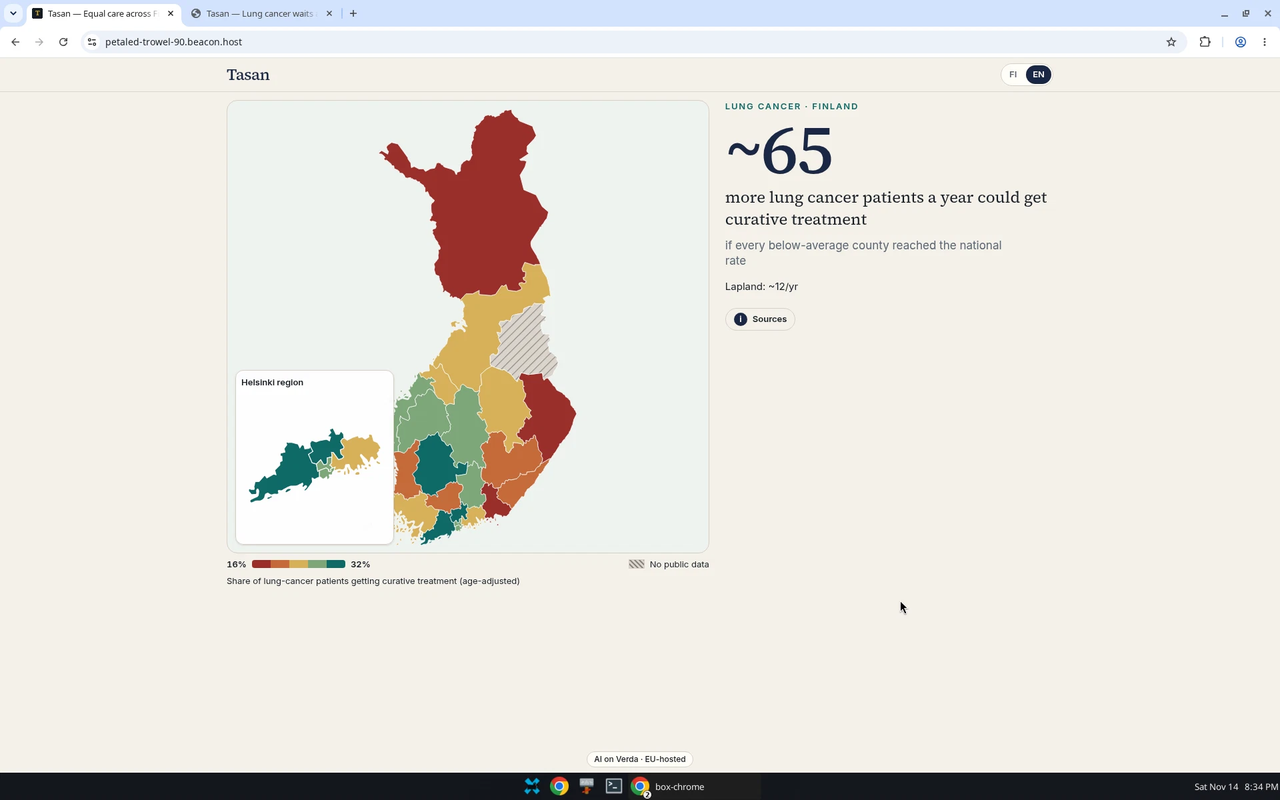 Tasan — Equal care across F
Tasan — Lung cancer waits
petaled-trowel-90.beacon.host
Tasan
FI EN
LUNG CANCER · FINLAND
~65
more lung cancer patients a year could get
curative treatment
if every below-average county reached the national
rate
Lapland: ~12/yr
i Sources
Helsinki region
16% 32%
No public data
Share of lung-cancer patients getting curative treatment (age-adjusted)
AI on Verda · EU-hosted
2 box-chrome
Sat Nov 14 8:34 PM